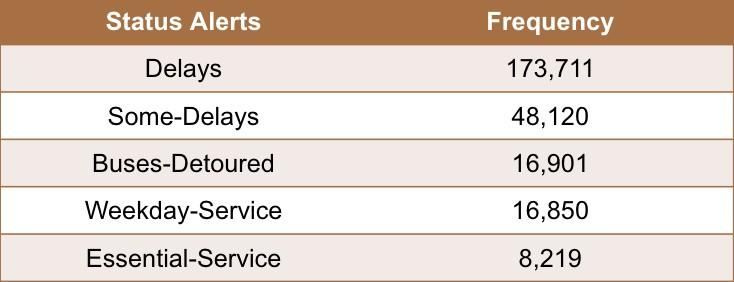 Status Alerts Frequency
Delays 173,711
Some-Delays 48,120
Buses-Detoured 16,901
Weekday-Service 16,850
Essential-Service 8,219